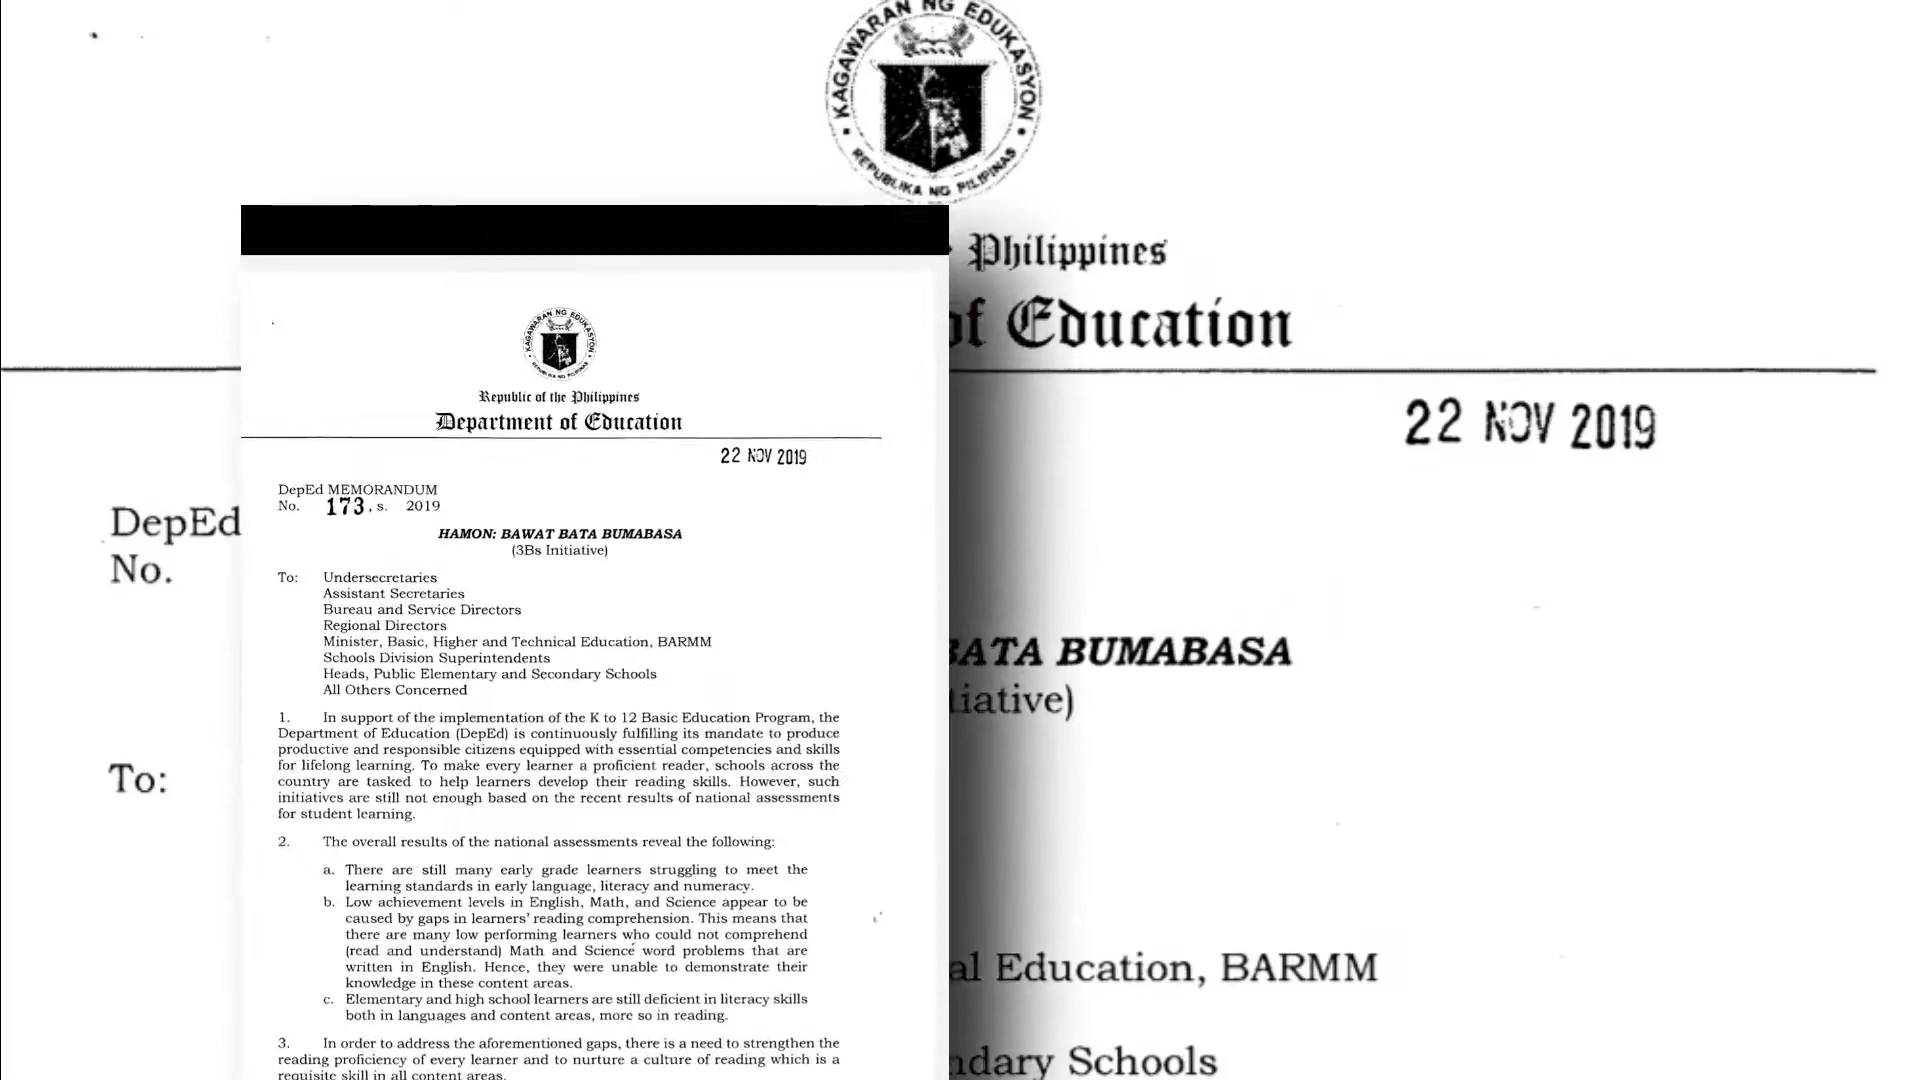 KAGAWARAN NG EDUKASYON
REPUBLIKA NG PILIPINAS
Philippines
of Education
22 NOV 2019
DepEd
No.
BATA BUMABASA
tiative)
To:
al Education, BARMM
ndary Schools
KAGAWARAN NG EDUKASYON
REPUBLIKA NG PILIPINAS
Republic of the Philippines
Department of Education
22 NOV 2019
DepEd MEMORANDUM
No. 173, s. 2019
HAMON: BAWAT BATA BUMABASA
(3Bs Initiative)
To: Undersecretaries
Assistant Secretaries
Bureau and Service Directors
Regional Directors
Minister, Basic, Higher and Technical Education, BARMM
Schools Division Superintendents
Heads, Public Elementary and Secondary Schools
All Others Concerned
1. In support of the implementation of the K to 12 Basic Education Program, the
Department of Education (DepEd) is continuously fulfilling its mandate to produce
productive and responsible citizens equipped with essential competencies and skills
for lifelong learning. To make every learner a proficient reader, schools across the
country are tasked to help learners develop their reading skills. However, such
initiatives are still not enough based on the recent results of national assessments
for student learning.
2. The overall results of the national assessments reveal the following:
a. There are still many early grade learners struggling to meet the
learning standards in early language, literacy and numeracy.
b. Low achievement levels in English, Math, and Science appear to be
caused by gaps in learners' reading comprehension. This means that
there are many low performing learners who could not comprehend
(read and understand) Math and Science word problems that are
written in English. Hence, they were unable to demonstrate their
knowledge in these content areas.
c. Elementary and high school learners are still deficient in literacy skills
both in languages and content areas, more so in reading.
3. In order to address the aforementioned gaps, there is a need to strengthen the
reading proficiency of every learner and to nurture a culture of reading which is a
requisite skill in all content areas.